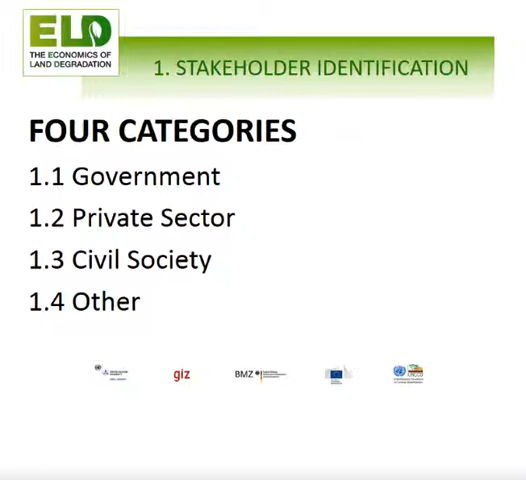 ELD
THE ECONOMICS OF
LAND DEGRADATION
1. STAKEHOLDER IDENTIFICATION
FOUR CATEGORIES
1.1 Government
1.2 Private Sector
1.3 Civil Society
1.4 Other
giz
BMZ